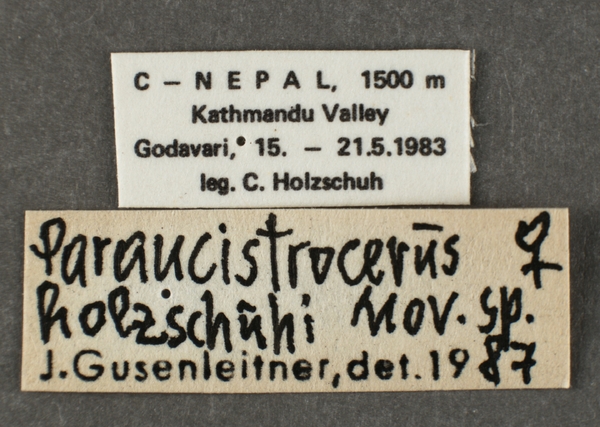 C – N E P A L, 1500 m
Kathmandu Valley
Godavari, 15. – 21.5.1983
leg. C. Holzschuh
Paraucistrocerus ♀
holzschuhi nov. sp.
J.Gusenleitner, det. 1987